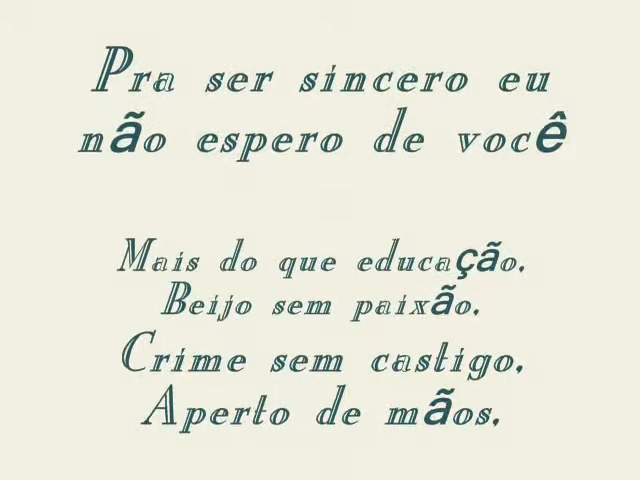 Pra ser sincero eu
não espero de você
Mais do que educação,
Beijo sem paixão,
Crime sem castigo,
Aperto de mãos,